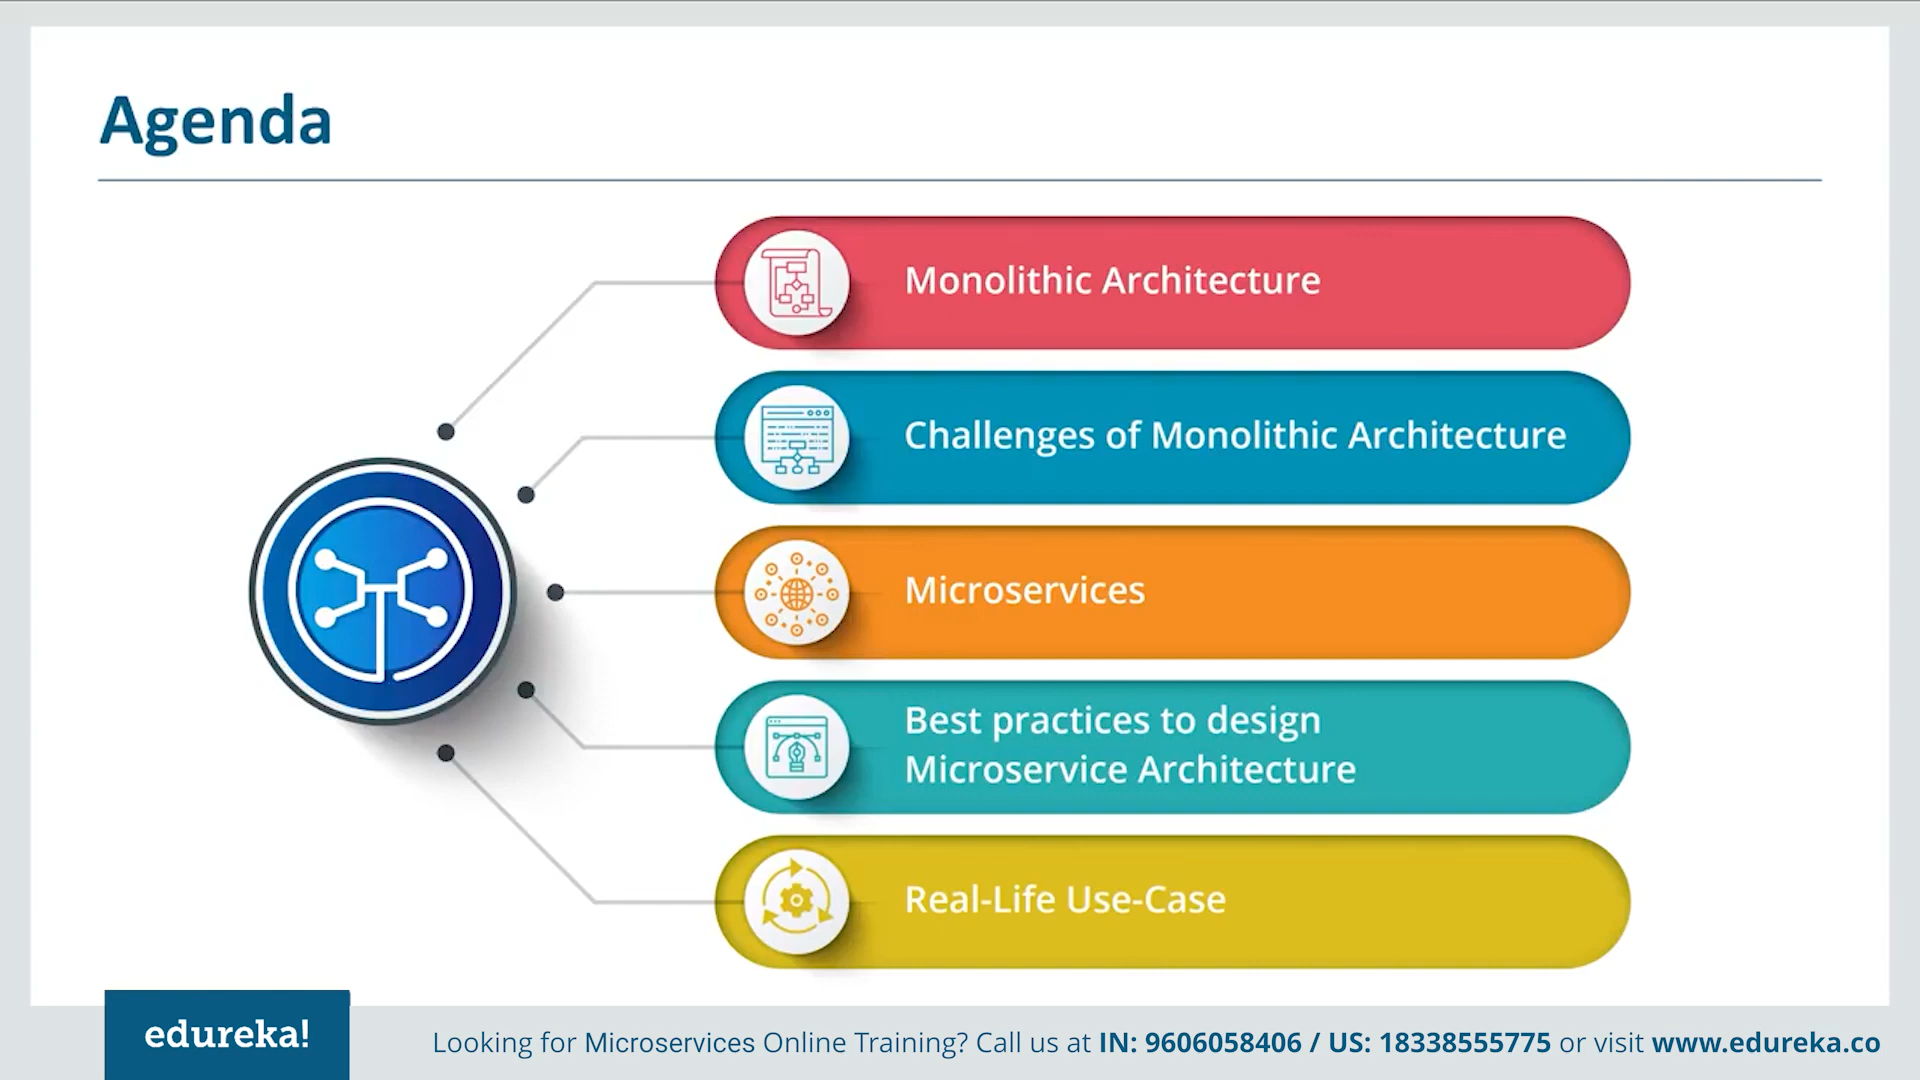 Agenda
Monolithic Architecture
Challenges of Monolithic Architecture
Microservices
Best practices to design
Microservice Architecture
Real-Life Use-Case
edureka!
Looking for Microservices Online Training? Call us at IN: 9606058406 / US: 18338555775 or visit www.edureka.co